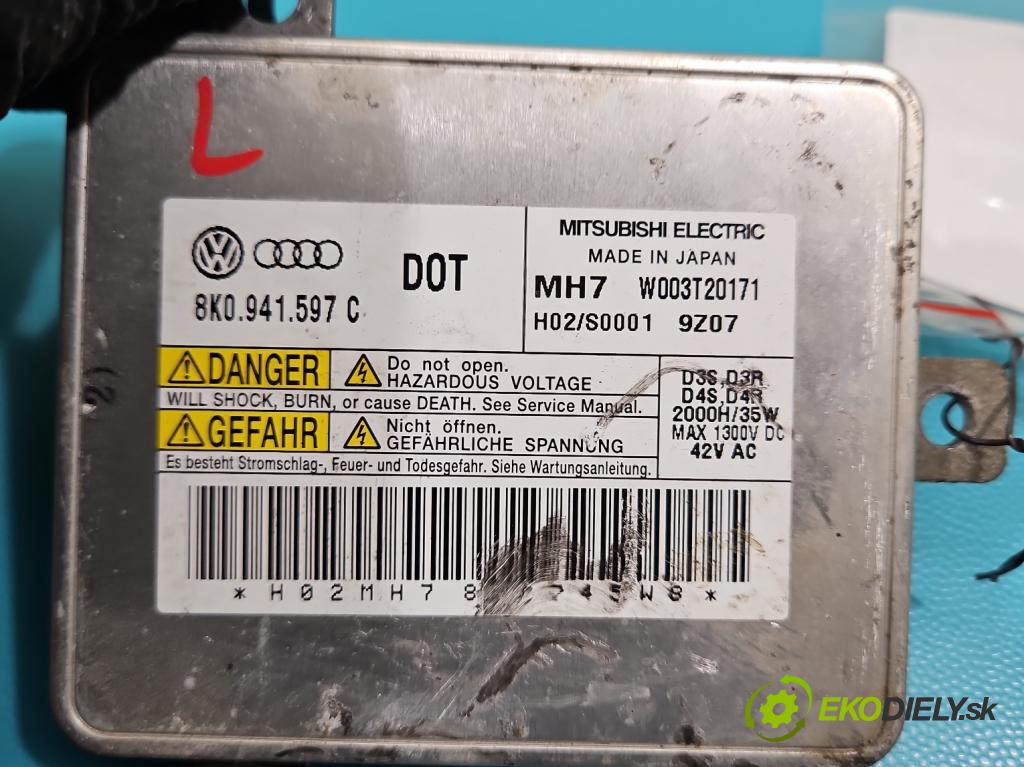 L
VW
DOT
8K0.941.597 C
MITSUBISHI ELECTRIC
MADE IN JAPAN
MH7 W003T20171
H02/S0001 9Z07
DANGER
Do not open.
HAZARDOUS VOLTAGE
WILL SHOCK, BURN, or cause DEATH. See Service Manual.
GEFAHR
Nicht öffnen.
GEFÄHRLICHE SPANNUNG
Es besteht Stromschlag-, Feuer- und Todesgefahr. Siehe Wartungsanleitung.
D3S,D3R
D4S,D4R
2000H/35W
MAX 1300V DC
42V AC
EKODIELY.sk